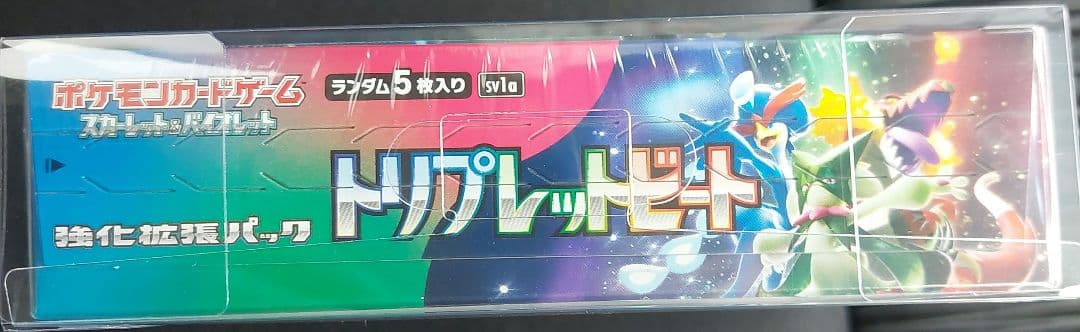 ポケモンカードゲーム
スカーレット&バイオレット
ランダム5枚入り
sv1a
強化拡張パック
トリプレットビート